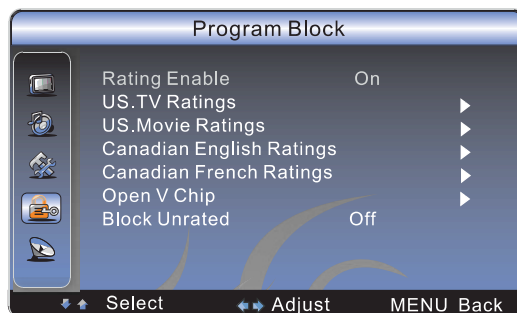 Program Block
Rating Enable On
US.TV Ratings
US.Movie Ratings
Canadian English Ratings
Canadian French Ratings
Open V Chip
Block Unrated Off
Select Adjust MENU Back